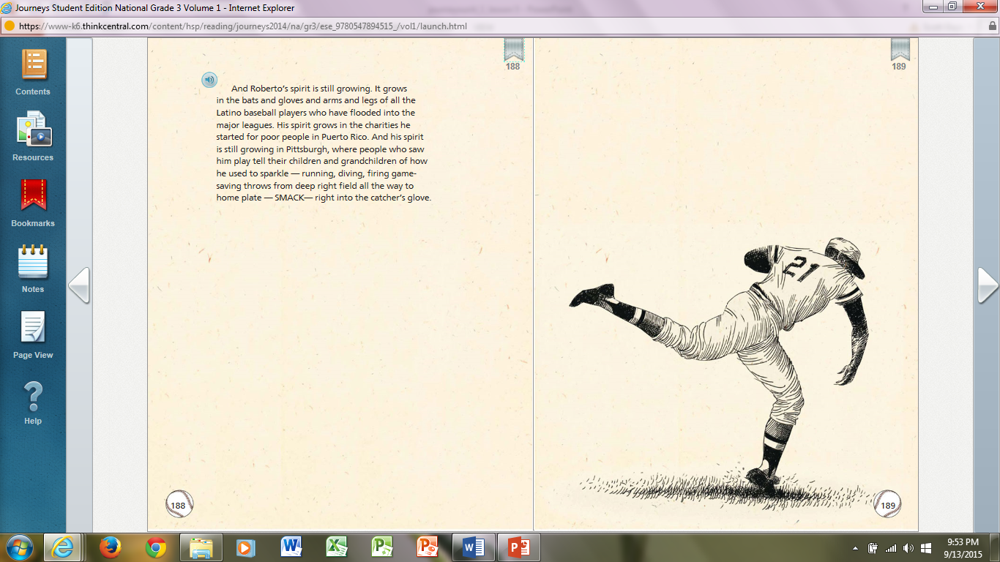 Journeys Student Edition National Grade 3 Volume 1 - Internet Explorer
https://www-k6.thinkcentral.com/content/hsp/reading/journeys2014/na/gr3/ese_9780547894515_/vol1/launch.html
Contents
Resources
Bookmarks
Notes
Page View
Help
188
And Roberto's spirit is still growing. It grows
in the bats and gloves and arms and legs of all the
Latino baseball players who have flooded into the
major leagues. His spirit grows in the charities he
started for poor people in Puerto Rico. And his spirit
is still growing in Pittsburgh, where people who saw
him play tell their children and grandchildren of how
he used to sparkle — running, diving, firing game-
saving throws from deep right field all the way to
home plate — SMACK— right into the catcher's glove.
188
189
21
189
9:53 PM
9/13/2015